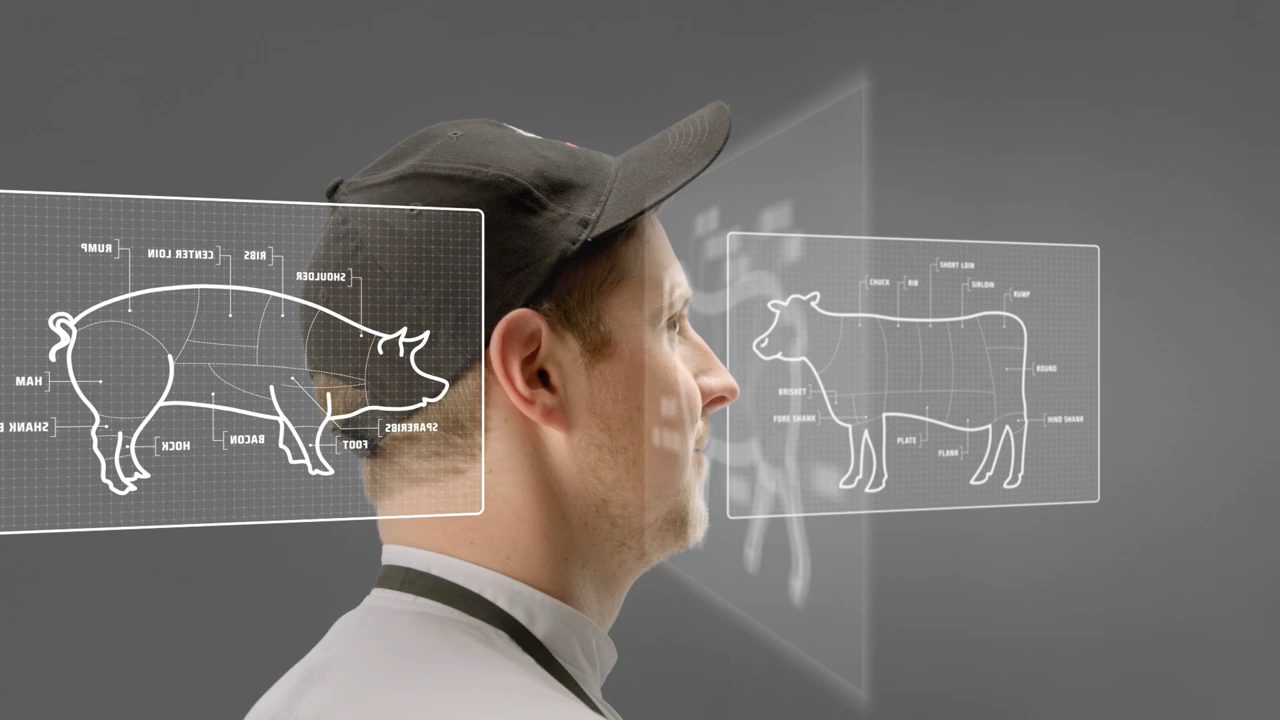 RUMP
CENTER LOIN
RIBS
SHOULDER
HAM
SHANK
HOCK
BACON
FOOT
SPARERIBS
SHORT LOIN
CHUCK
RIB
SIRLOIN
RUMP
ROUND
BRISKET
FORE SHANK
HIND SHANK
PLATE
FLANK